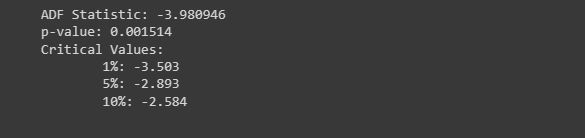 ADF Statistic: -3.980946
p-value: 0.001514
Critical Values:
1%: -3.503
5%: -2.893
10%: -2.584